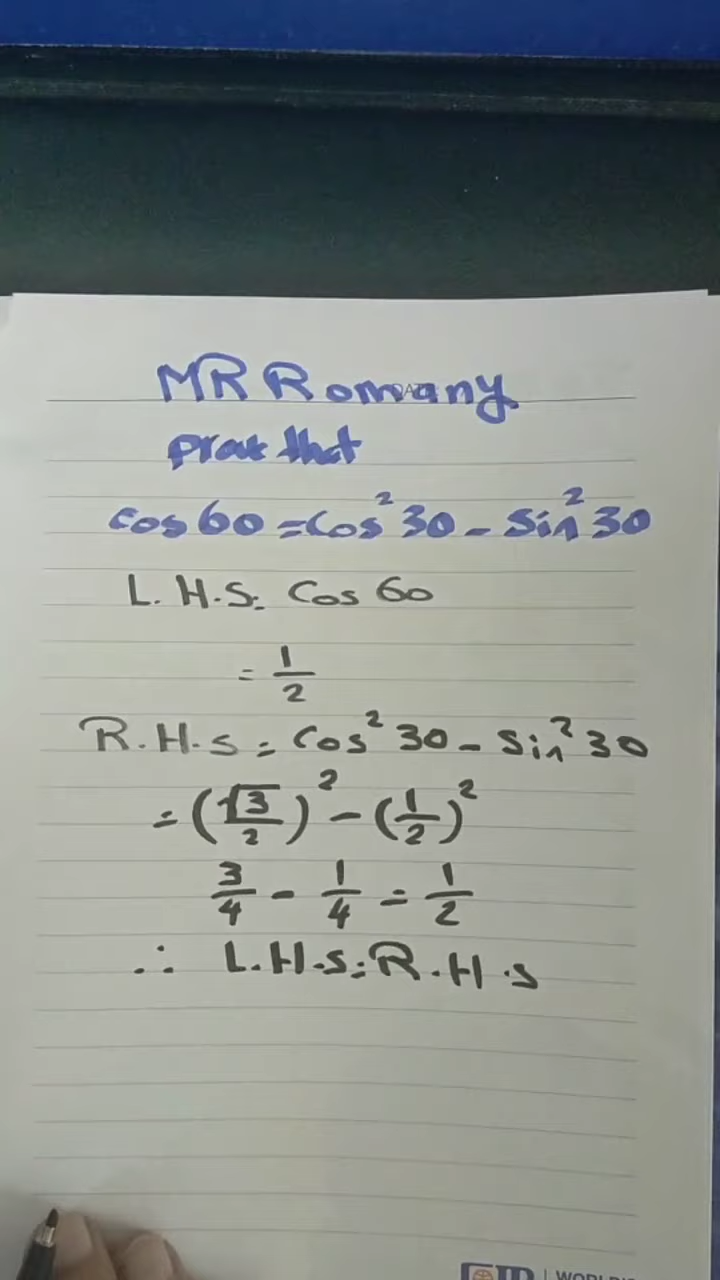 MR Romany
prove that
cos 60 = cos² 30 - sin² 30
L.H.S = Cos 60
= 1/2
R.H.S = Cos² 30 - Sin² 30
= (√3/2)² - (1/2)²
3/4 - 1/4 = 1/2
∴ L.H.S = R.H.S